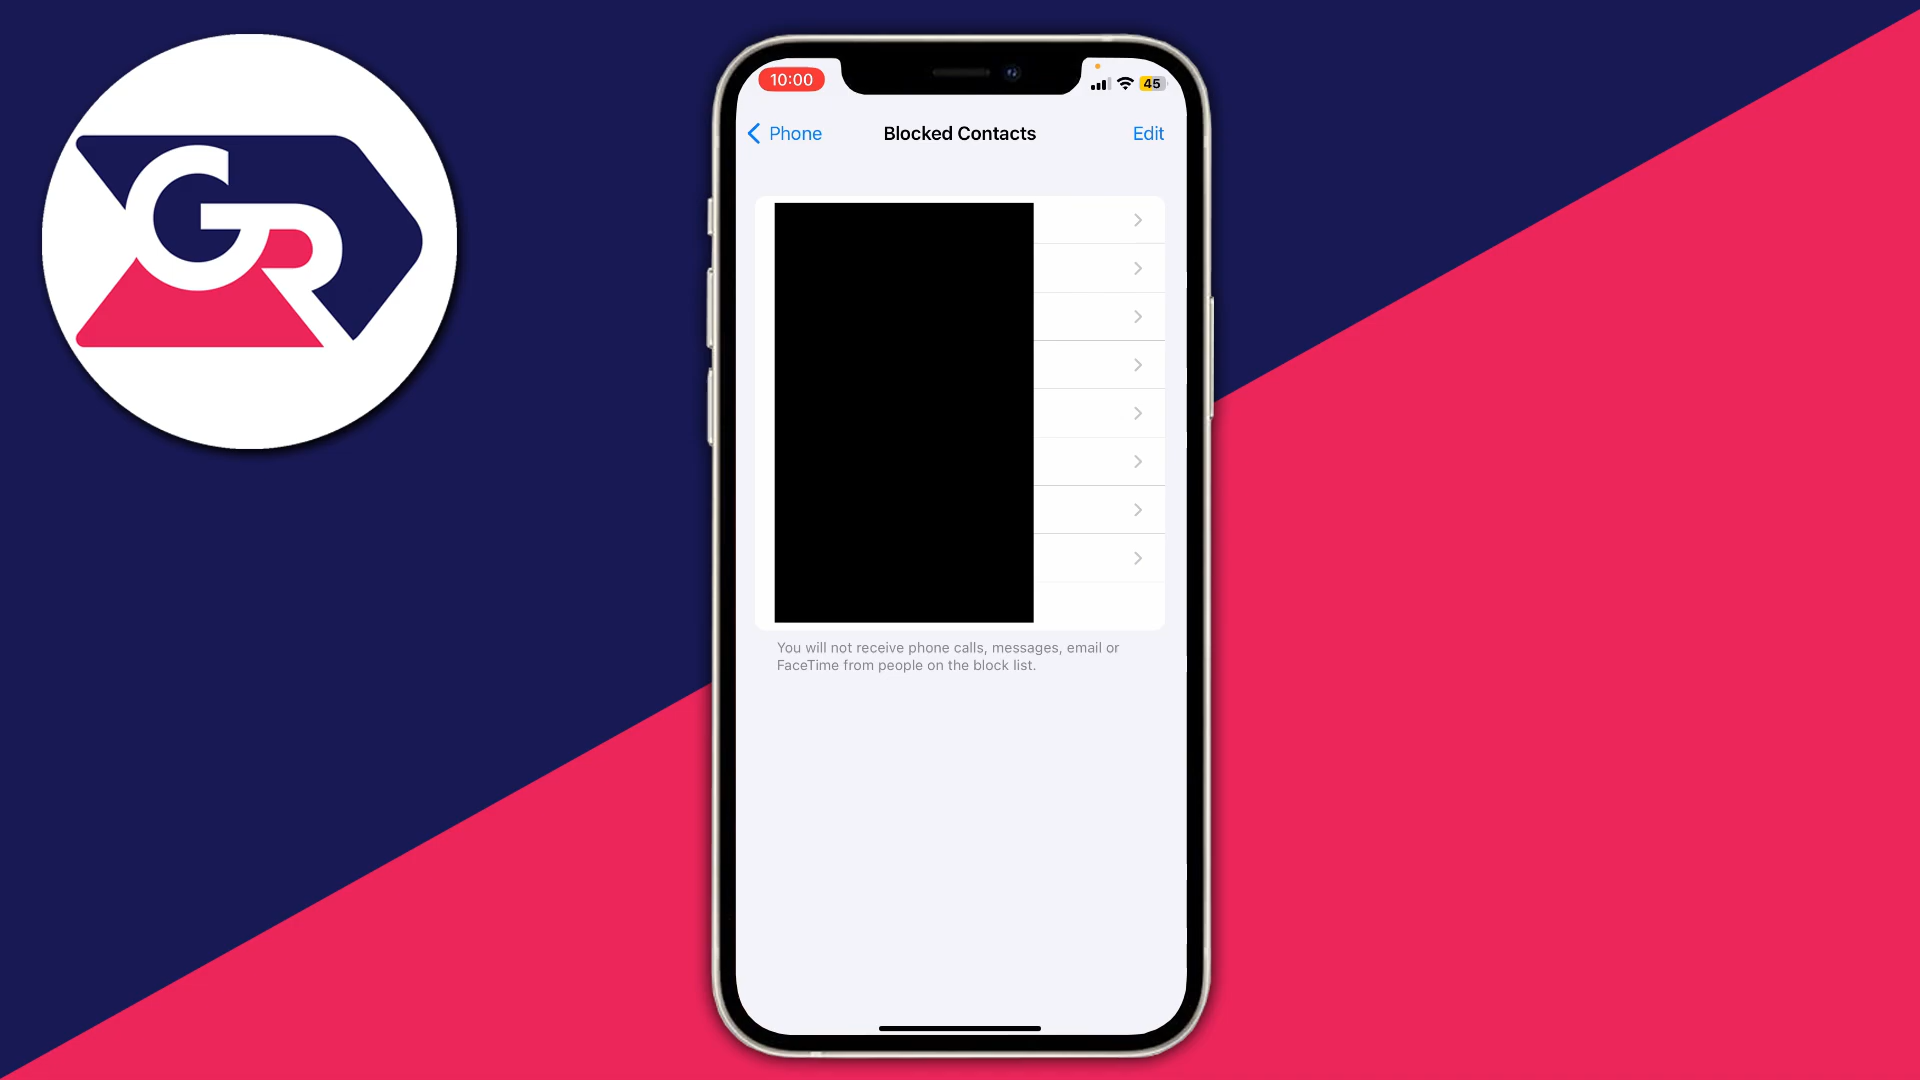 GR
10:00
45
Phone
Blocked Contacts
Edit
You will not receive phone calls, messages, email or
FaceTime from people on the block list.